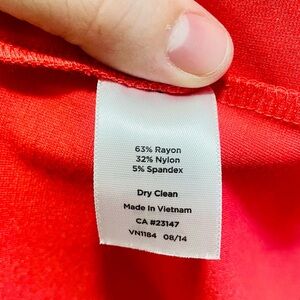 63% Rayon
32% Nylon
5% Spandex
Dry Clean
Made In Vietnam
CA #23147
VN1184 08/14